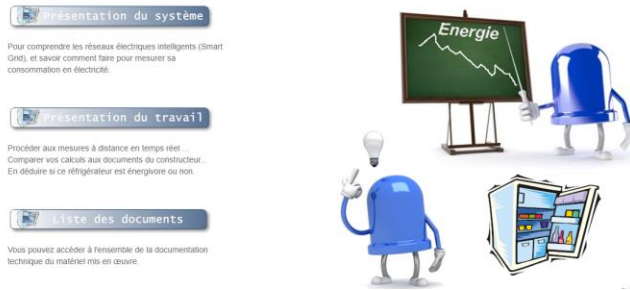 Présentation du système
Pour comprendre les réseaux électriques intelligents (Smart
Grid), et savoir comment faire pour mesurer sa
consommation en électricité.
Présentation du travail
Procéder aux mesures à distance en temps réel ...
Comparer vos calculs aux documents du constructeur...
En déduire si ce réfrigérateur est énergivore ou non.
Liste des documents
Vous pouvez accéder à l'ensemble de la documentation
technique du matériel mis en œuvre.
Energie